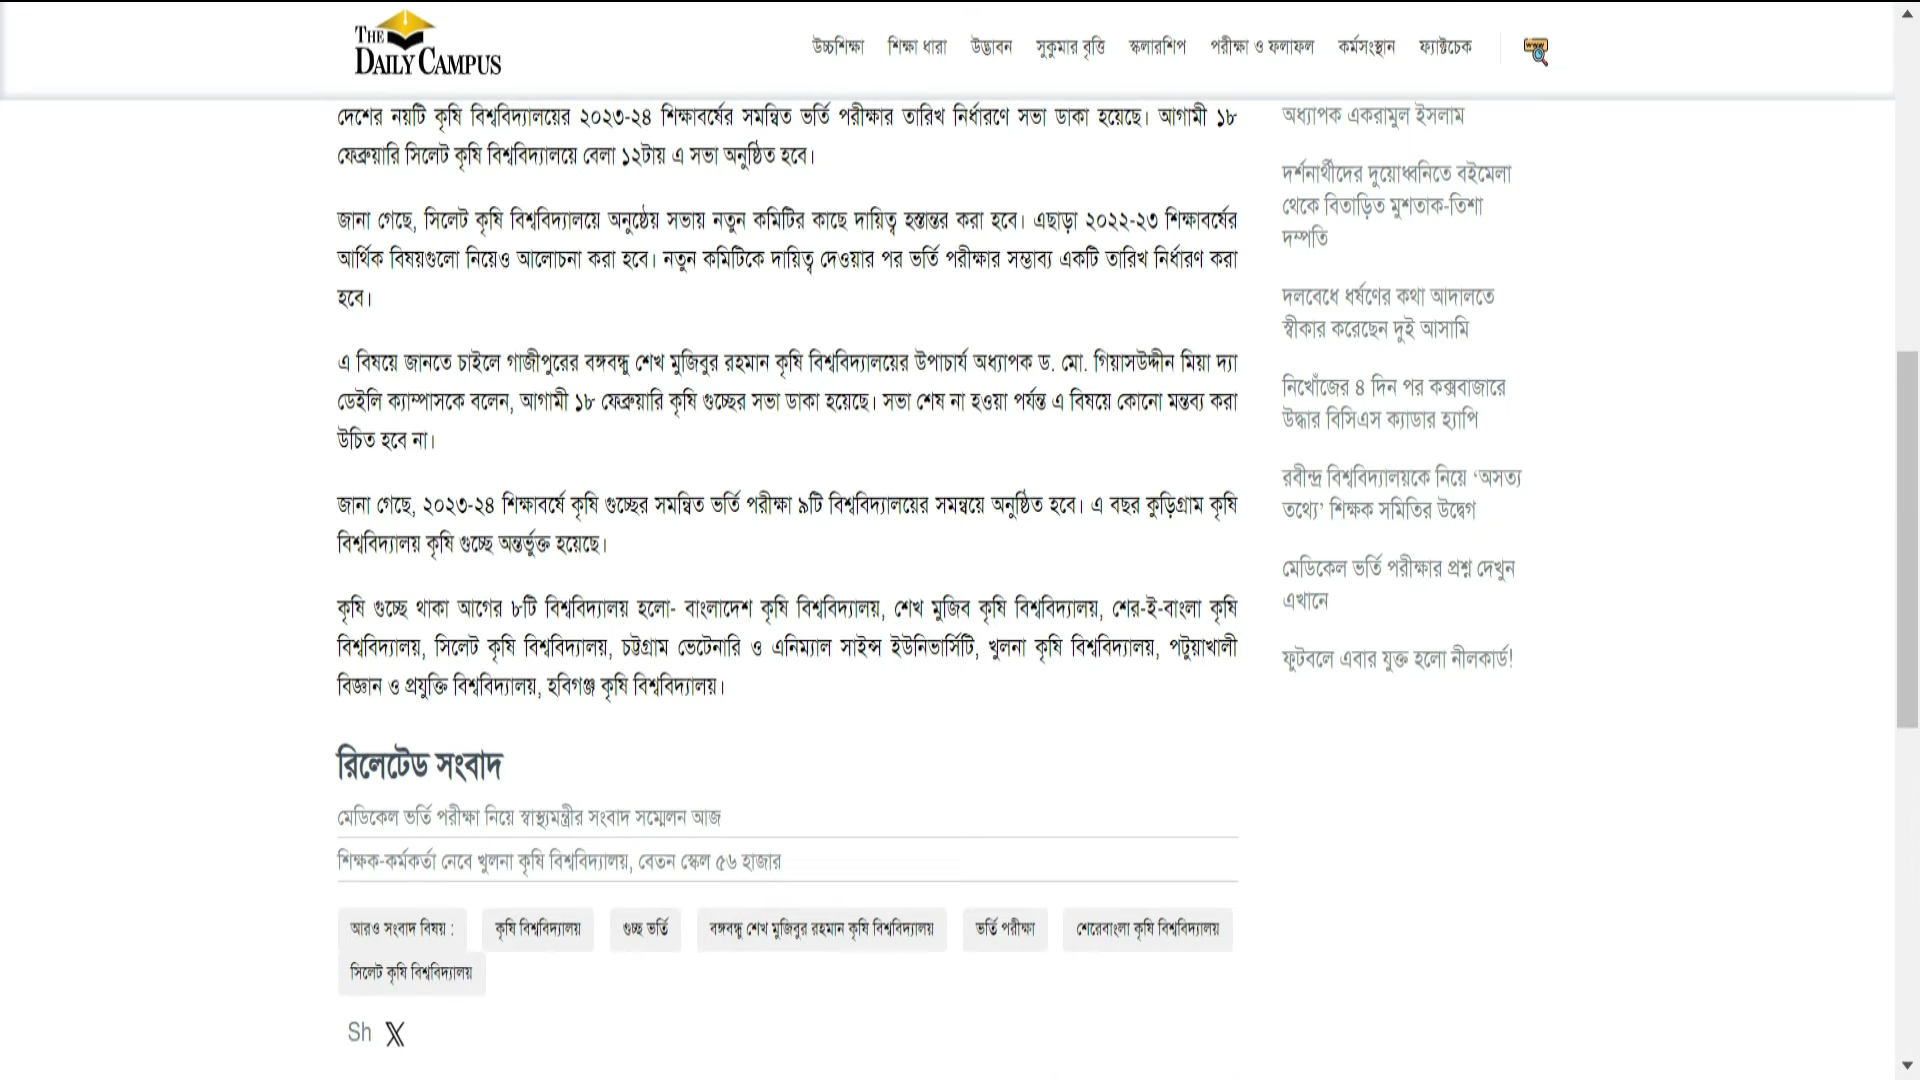 THE
DAILY CAMPUS
উচ্চশিক্ষা শিক্ষা ধারা উদ্ভাবন সুকুমার বৃত্তি স্কলারশিপ পরীক্ষা ও ফলাফল কর্মসংস্থান ফ্যাক্টচেক
দেশের নয়টি কৃষি বিশ্ববিদ্যালয়ের ২০২৩-২৪ শিক্ষাবর্ষের সমন্বিত ভর্তি পরীক্ষার তারিখ নির্ধারণে সভা ডাকা হয়েছে। আগামী ১৮
ফেব্রুয়ারি সিলেট কৃষি বিশ্ববিদ্যালয়ে বেলা ১২টায় এ সভা অনুষ্ঠিত হবে।
জানা গেছে, সিলেট কৃষি বিশ্ববিদ্যালয়ে অনুষ্ঠেয় সভায় নতুন কমিটির কাছে দায়িত্ব হস্তান্তর করা হবে। এছাড়া ২০২২-২৩ শিক্ষাবর্ষের
আর্থিক বিষয়গুলো নিয়েও আলোচনা করা হবে। নতুন কমিটিকে দায়িত্ব দেওয়ার পর ভর্তি পরীক্ষার সম্ভাব্য একটি তারিখ নির্ধারণ করা
হবে।
এ বিষয়ে জানতে চাইলে গাজীপুরের বঙ্গবন্ধু শেখ মুজিবুর রহমান কৃষি বিশ্ববিদ্যালয়ের উপাচার্য অধ্যাপক ড. মো. গিয়াসউদ্দীন মিয়া দ্যা
ডেইলি ক্যাম্পাসকে বলেন, আগামী ১৮ ফেব্রুয়ারি কৃষি গুচ্ছের সভা ডাকা হয়েছে। সভা শেষ না হওয়া পর্যন্ত এ বিষয়ে কোনো মন্তব্য করা
উচিত হবে না।
জানা গেছে, ২০২৩-২৪ শিক্ষাবর্ষে কৃষি গুচ্ছের সমন্বিত ভর্তি পরীক্ষা ৯টি বিশ্ববিদ্যালয়ের সমন্বয়ে অনুষ্ঠিত হবে। এ বছর কুড়িগ্রাম কৃষি
বিশ্ববিদ্যালয় কৃষি গুচ্ছে অন্তর্ভুক্ত হয়েছে।
কৃষি গুচ্ছে থাকা আগের ৮টি বিশ্ববিদ্যালয় হলো- বাংলাদেশ কৃষি বিশ্ববিদ্যালয়, শেখ মুজিব কৃষি বিশ্ববিদ্যালয়, শের-ই-বাংলা কৃষি
বিশ্ববিদ্যালয়, সিলেট কৃষি বিশ্ববিদ্যালয়, চট্টগ্রাম ভেটেনারি ও এনিম্যাল সাইন্স ইউনিভার্সিটি, খুলনা কৃষি বিশ্ববিদ্যালয়, পটুয়াখালী
বিজ্ঞান ও প্রযুক্তি বিশ্ববিদ্যালয়, হবিগঞ্জ কৃষি বিশ্ববিদ্যালয়।
রিলেটেড সংবাদ
মেডিকেল ভর্তি পরীক্ষা নিয়ে স্বাস্থ্যমন্ত্রীর সংবাদ সম্মেলন আজ
শিক্ষক-কর্মকর্তা নেবে খুলনা কৃষি বিশ্ববিদ্যালয়, বেতন স্কেল ৫৬ হাজার
আরও সংবাদ বিষয় : কৃষি বিশ্ববিদ্যালয় গুচ্ছ ভর্তি বঙ্গবন্ধু শেখ মুজিবুর রহমান কৃষি বিশ্ববিদ্যালয় ভর্তি পরীক্ষা শেরেবাংলা কৃষি বিশ্ববিদ্যালয়
সিলেট কৃষি বিশ্ববিদ্যালয়
Sh X
অধ্যাপক একরামুল ইসলাম
দর্শনার্থীদের দুয়োধ্বনিতে বইমেলা
থেকে বিতাড়িত মুশতাক-তিশা
দম্পতি
দলবেধে ধর্ষণের কথা আদালতে
স্বীকার করেছেন দুই আসামি
নিখোঁজের ৪ দিন পর কক্সবাজারে
উদ্ধার বিসিএস ক্যাডার হ্যাপি
রবীন্দ্র বিশ্ববিদ্যালয়কে নিয়ে ‘অসত্য
তথ্যে’ শিক্ষক সমিতির উদ্বেগ
মেডিকেল ভর্তি পরীক্ষার প্রশ্ন দেখুন
এখানে
ফুটবলে এবার যুক্ত হলো নীলকার্ড!